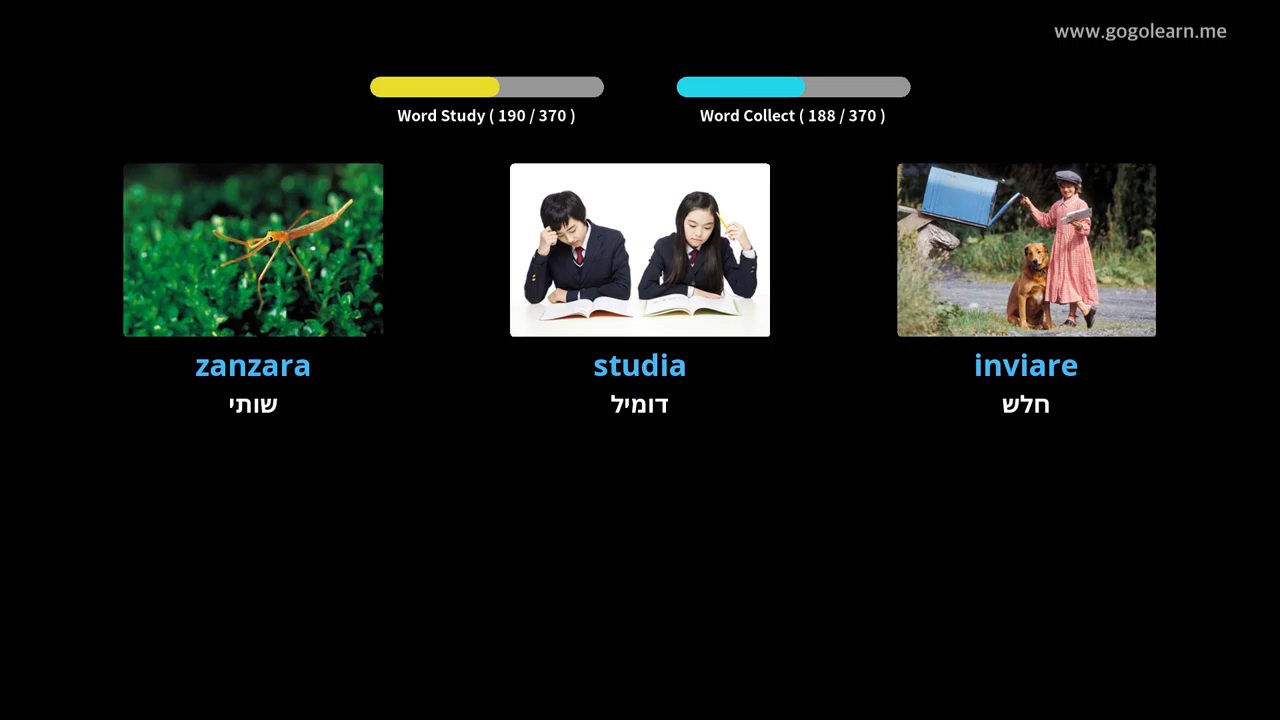 www.gogolearn.me
Word Study ( 190 / 370 )
Word Collect ( 188 / 370 )
zanzara
studia
inviare
שותי
דומיל
חלש